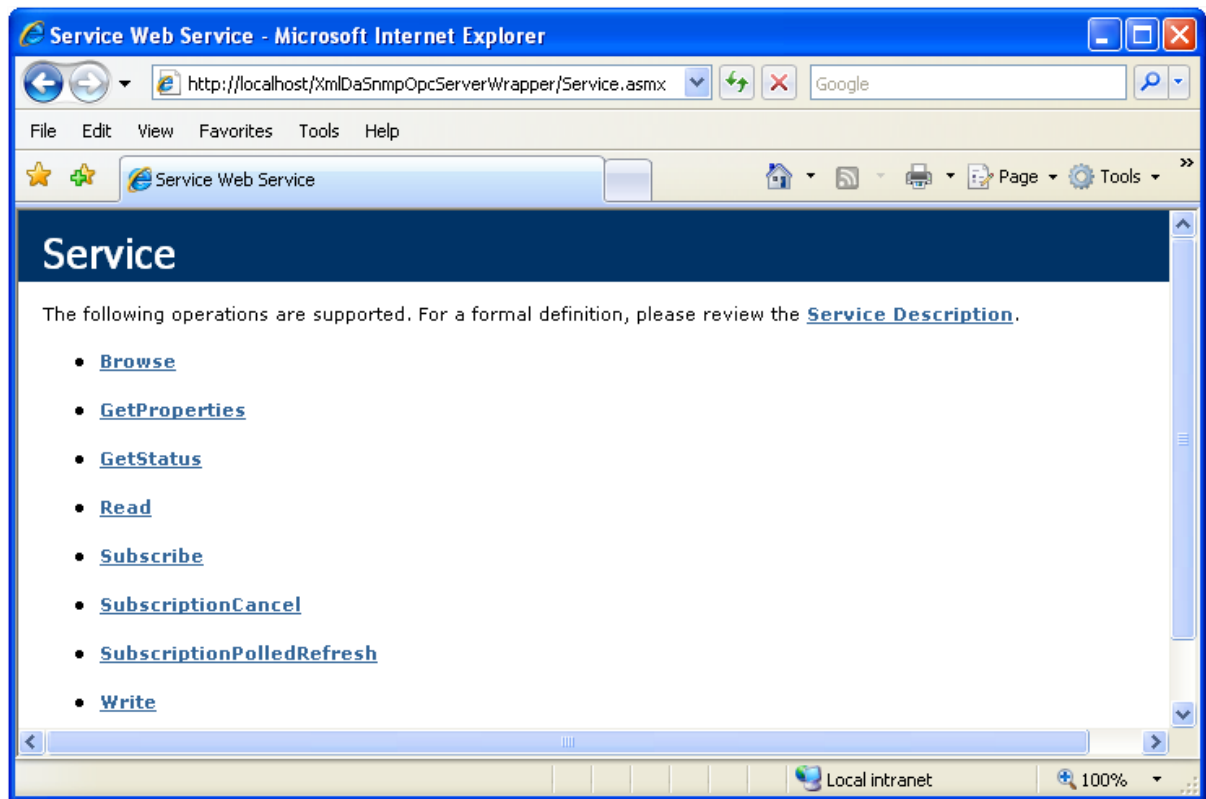 Service Web Service - Microsoft Internet Explorer
http://localhost/XmlDaSnmpOpcServerWrapper/Service.asmx
Google
File Edit View Favorites Tools Help
Service Web Service
Page
Tools
»
Service
The following operations are supported. For a formal definition, please review the Service Description.
• Browse
• GetProperties
• GetStatus
• Read
• Subscribe
• SubscriptionCancel
• SubscriptionPolledRefresh
• Write
Local intranet
100%